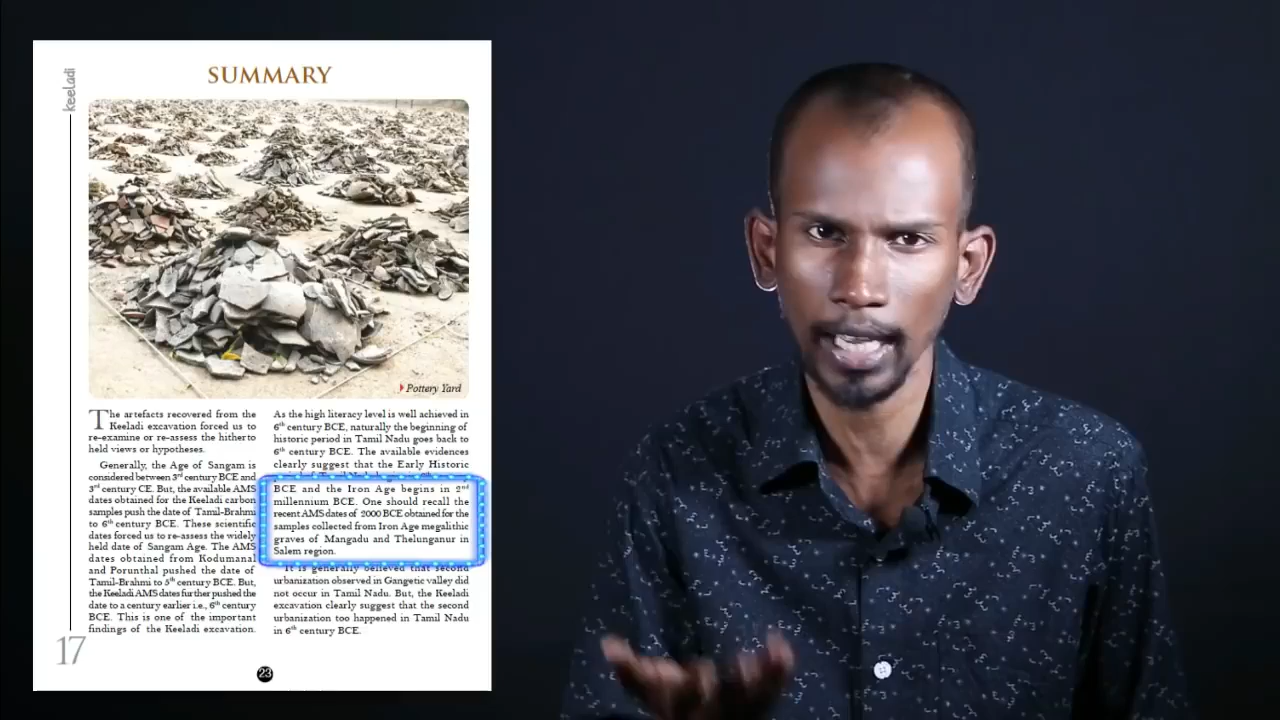 SUMMARY
keeladi
Pottery Yard
The artefacts recovered from the
Keeladi excavation forced us to
re-examine or re-assess the hitherto
held views or hypotheses.
Generally, the Age of Sangam is
considered between 3rd century BCE and
3rd century CE. But, the available AMS
dates obtained for the Keeladi carbon
samples push the date of Tamil-Brahmi
to 6th century BCE. These scientific
dates forced us to re-assess the widely
held date of Sangam Age. The AMS
dates obtained from Kodumanal
and Porunthal pushed the date of
Tamil-Brahmi to 5th century BCE. But,
the Keeladi AMS dates further pushed the
date to a century earlier i.e., 6th century
BCE. This is one of the important
findings of the Keeladi excavation.
As the high literacy level is well achieved in
6th century BCE, naturally the beginning of
historic period in Tamil Nadu goes back to
6th century BCE. The available evidences
clearly suggest that the Early Historic
BCE and the Iron Age begins in 2nd
millennium BCE. One should recall the
recent AMS dates of 2000 BCE obtained for the
samples collected from Iron Age megalithic
graves of Mangadu and Thelunganur in
Salem region.
It is generally believed that second
urbanization observed in Gangetic valley did
not occur in Tamil Nadu. But, the Keeladi
excavation clearly suggest that the second
urbanization too happened in Tamil Nadu
in 6th century BCE.
17
23